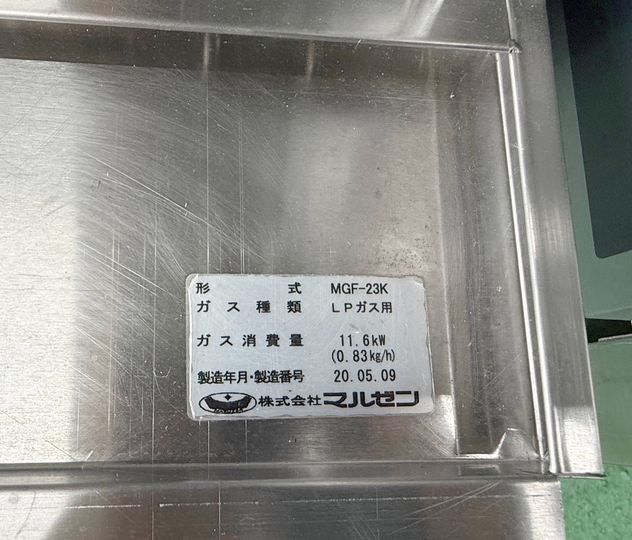 形式 MGF-23K
ガス種類 LPガス用
ガス消費量 11.6kW
(0.83kg/h)
製造年月・製造番号 20.05.09
株式会社マルゼン